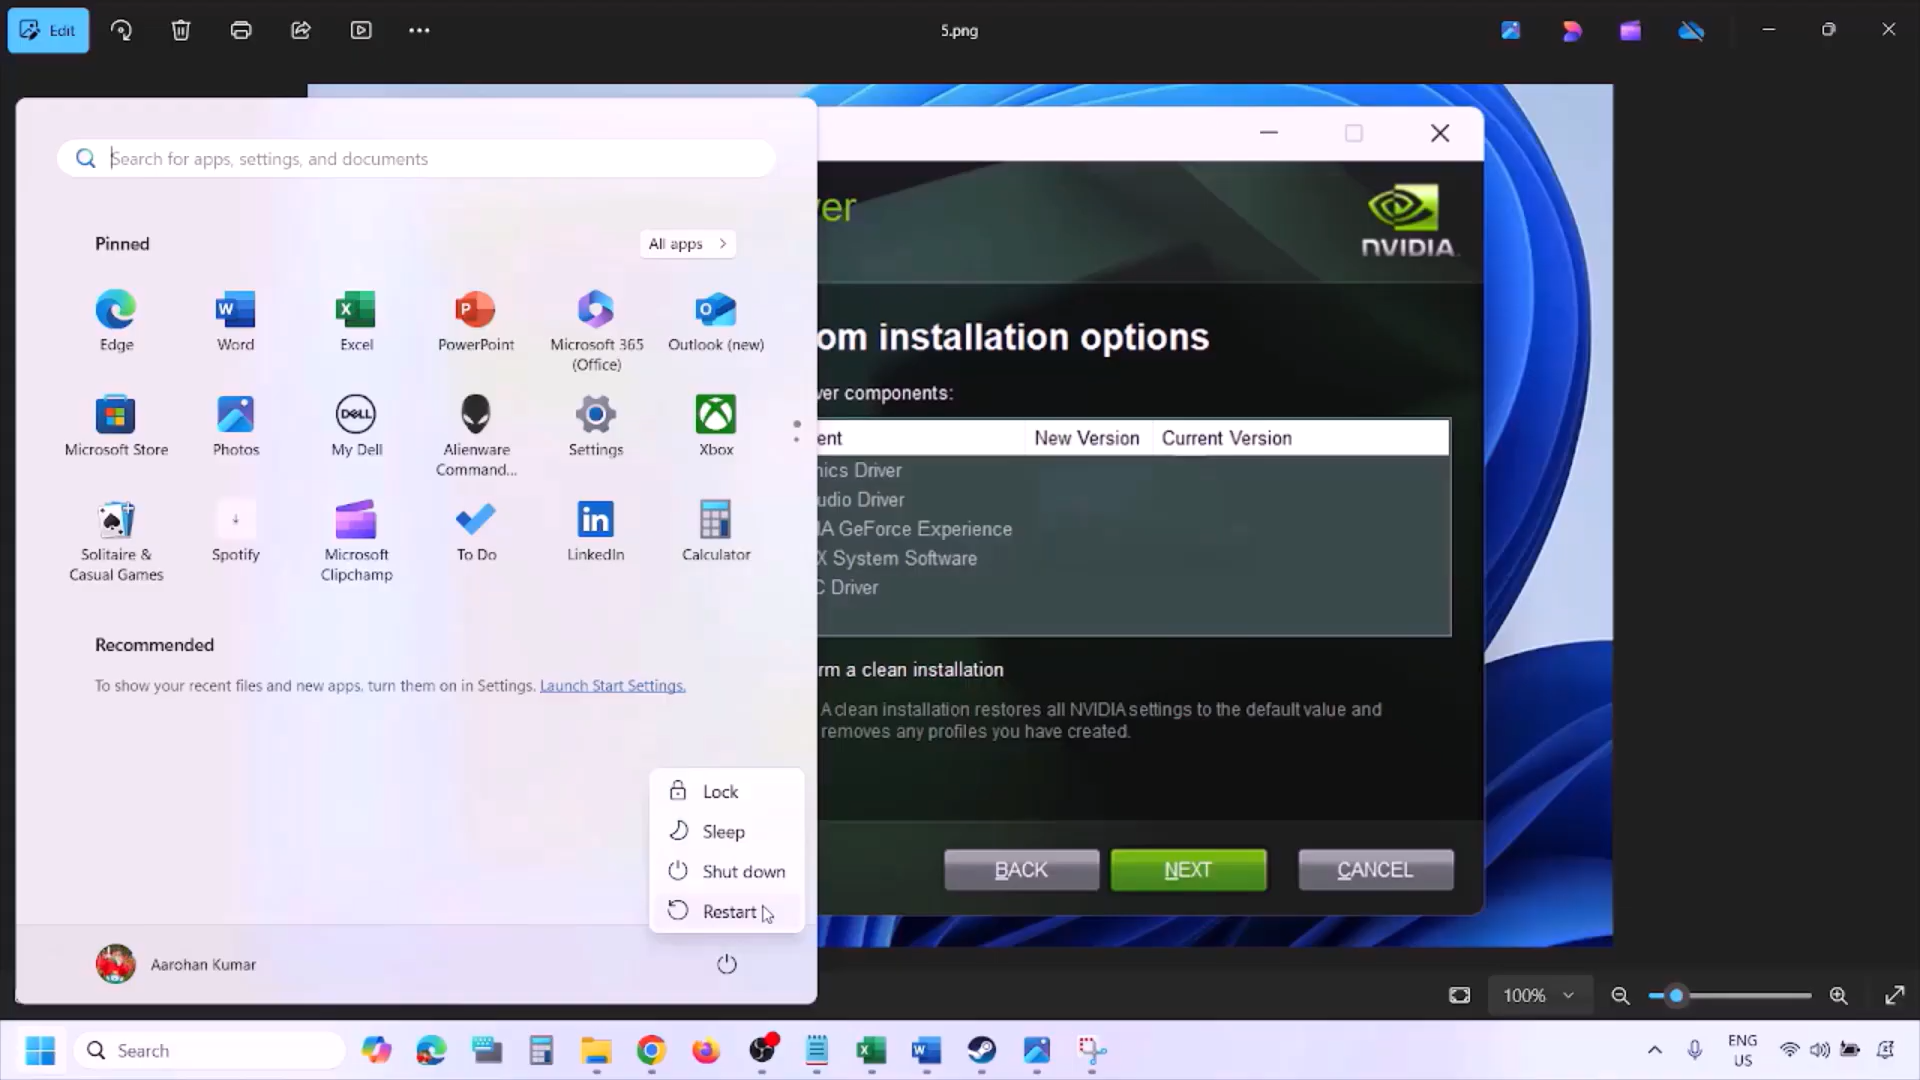 Edit
5.png
Search for apps, settings, and documents
Pinned
All apps
Edge
Word
Excel
PowerPoint
Microsoft 365
(Office)
Outlook (new)
Microsoft Store
Photos
DELL
My Dell
Alienware
Command...
Settings
Xbox
Solitaire &
Casual Games
Spotify
Microsoft
Clipchamp
To Do
LinkedIn
Calculator
Recommended
To show your recent files and new apps, turn them on in Settings. Launch Start Settings.
Lock
Sleep
Shut down
Restart
Aarohan Kumar
ver
NVIDIA
om installation options
ver components:
ent New Version Current Version
nics Driver
udio Driver
IA GeForce Experience
X System Software
C Driver
rm a clean installation
A clean installation restores all NVIDIA settings to the default value and
removes any profiles you have created.
BACK
NEXT
CANCEL
100%
Search
ENG
US